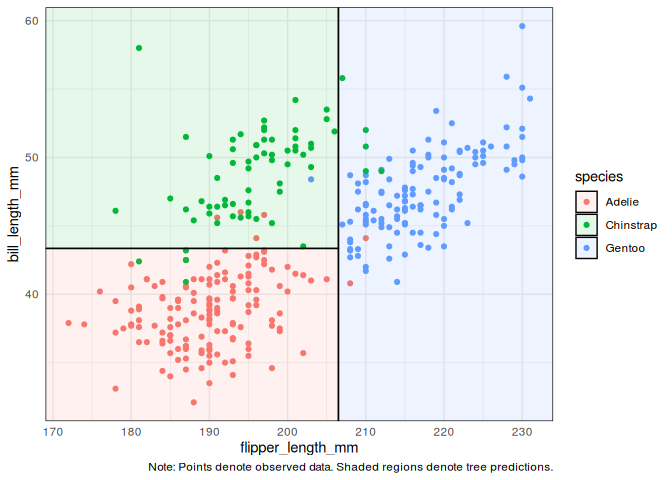 60
50
40
bill_length_mm
170 180 190 200 210 220 230
flipper_length_mm
Note: Points denote observed data. Shaded regions denote tree predictions.
species
Adelie
Chinstrap
Gentoo